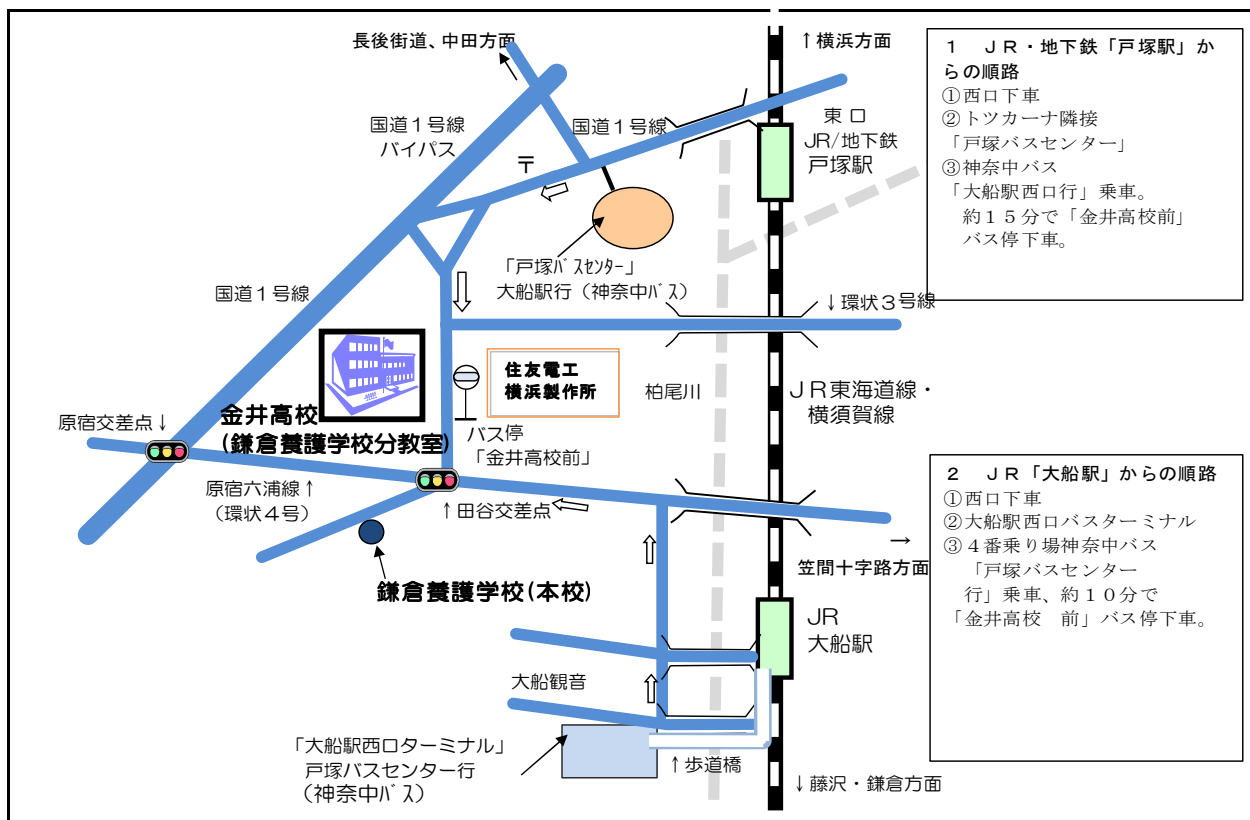 長後街道、中田方面
↑横浜方面
国道1号線
バイパス
国道1号線
〒
東口
JR/地下鉄
戸塚駅
「戸塚ﾊﾞｽｾﾝﾀｰ」
大船駅行（神奈中ﾊﾞｽ）
国道1号線
↓環状3号線
住友電工
横浜製作所
柏尾川
ＪＲ東海道線・
横須賀線
金井高校
(鎌倉養護学校分教室)
原宿交差点↓
バス停
「金井高校前」
原宿六浦線↑
（環状4号）
↑田谷交差点
→
笠間十字路方面
鎌倉養護学校(本校)
JR
大船駅
大船観音
「大船駅西口ターミナル」
戸塚バスセンター行
（神奈中ﾊﾞｽ）
↑歩道橋
↓藤沢・鎌倉方面
１　ＪＲ・地下鉄「戸塚駅」か
らの順路
①西口下車
②トツカーナ隣接
「戸塚バスセンター」
③神奈中バス
「大船駅西口行」乗車。
約１５分で「金井高校前」
バス停下車。
２　ＪＲ「大船駅」からの順路
①西口下車
②大船駅西口バスターミナル
③４番乗り場神奈中バス
「戸塚バスセンター
行」乗車、約１０分で
「金井高校　前」バス停下車。